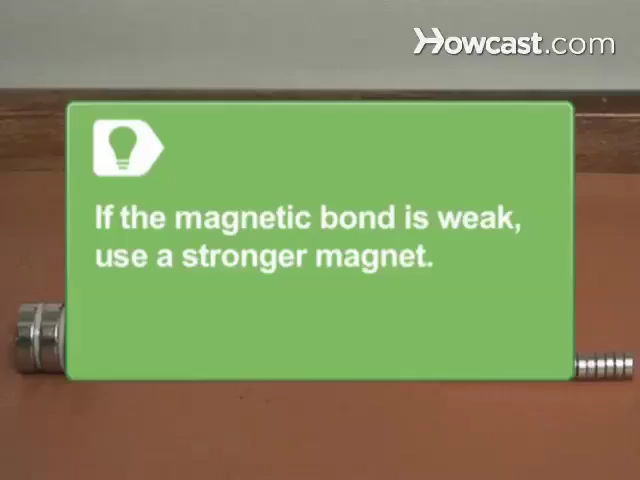 Howcast.com
If the magnetic bond is weak,
use a stronger magnet.